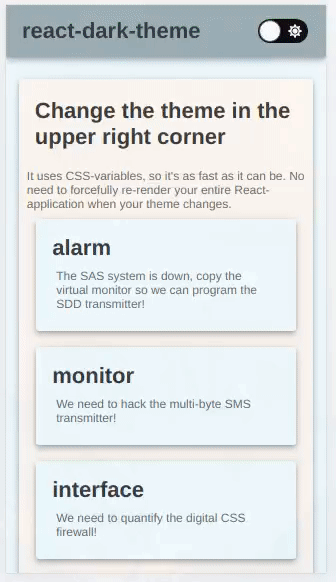 react-dark-theme
Change the theme in the
upper right corner
It uses CSS-variables, so it's as fast as it can be. No
need to forcefully re-render your entire React-
application when your theme changes.
alarm
The SAS system is down, copy the
virtual monitor so we can program the
SDD transmitter!
monitor
We need to hack the multi-byte SMS
transmitter!
interface
We need to quantify the digital CSS
firewall!